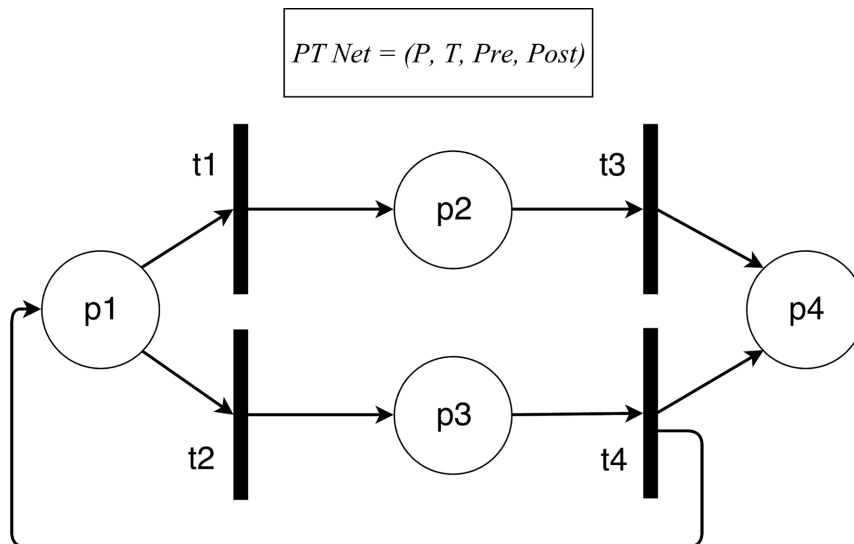 PT Net = (P, T, Pre, Post)
t1
p2
t3
p1
p4
t2
p3
t4